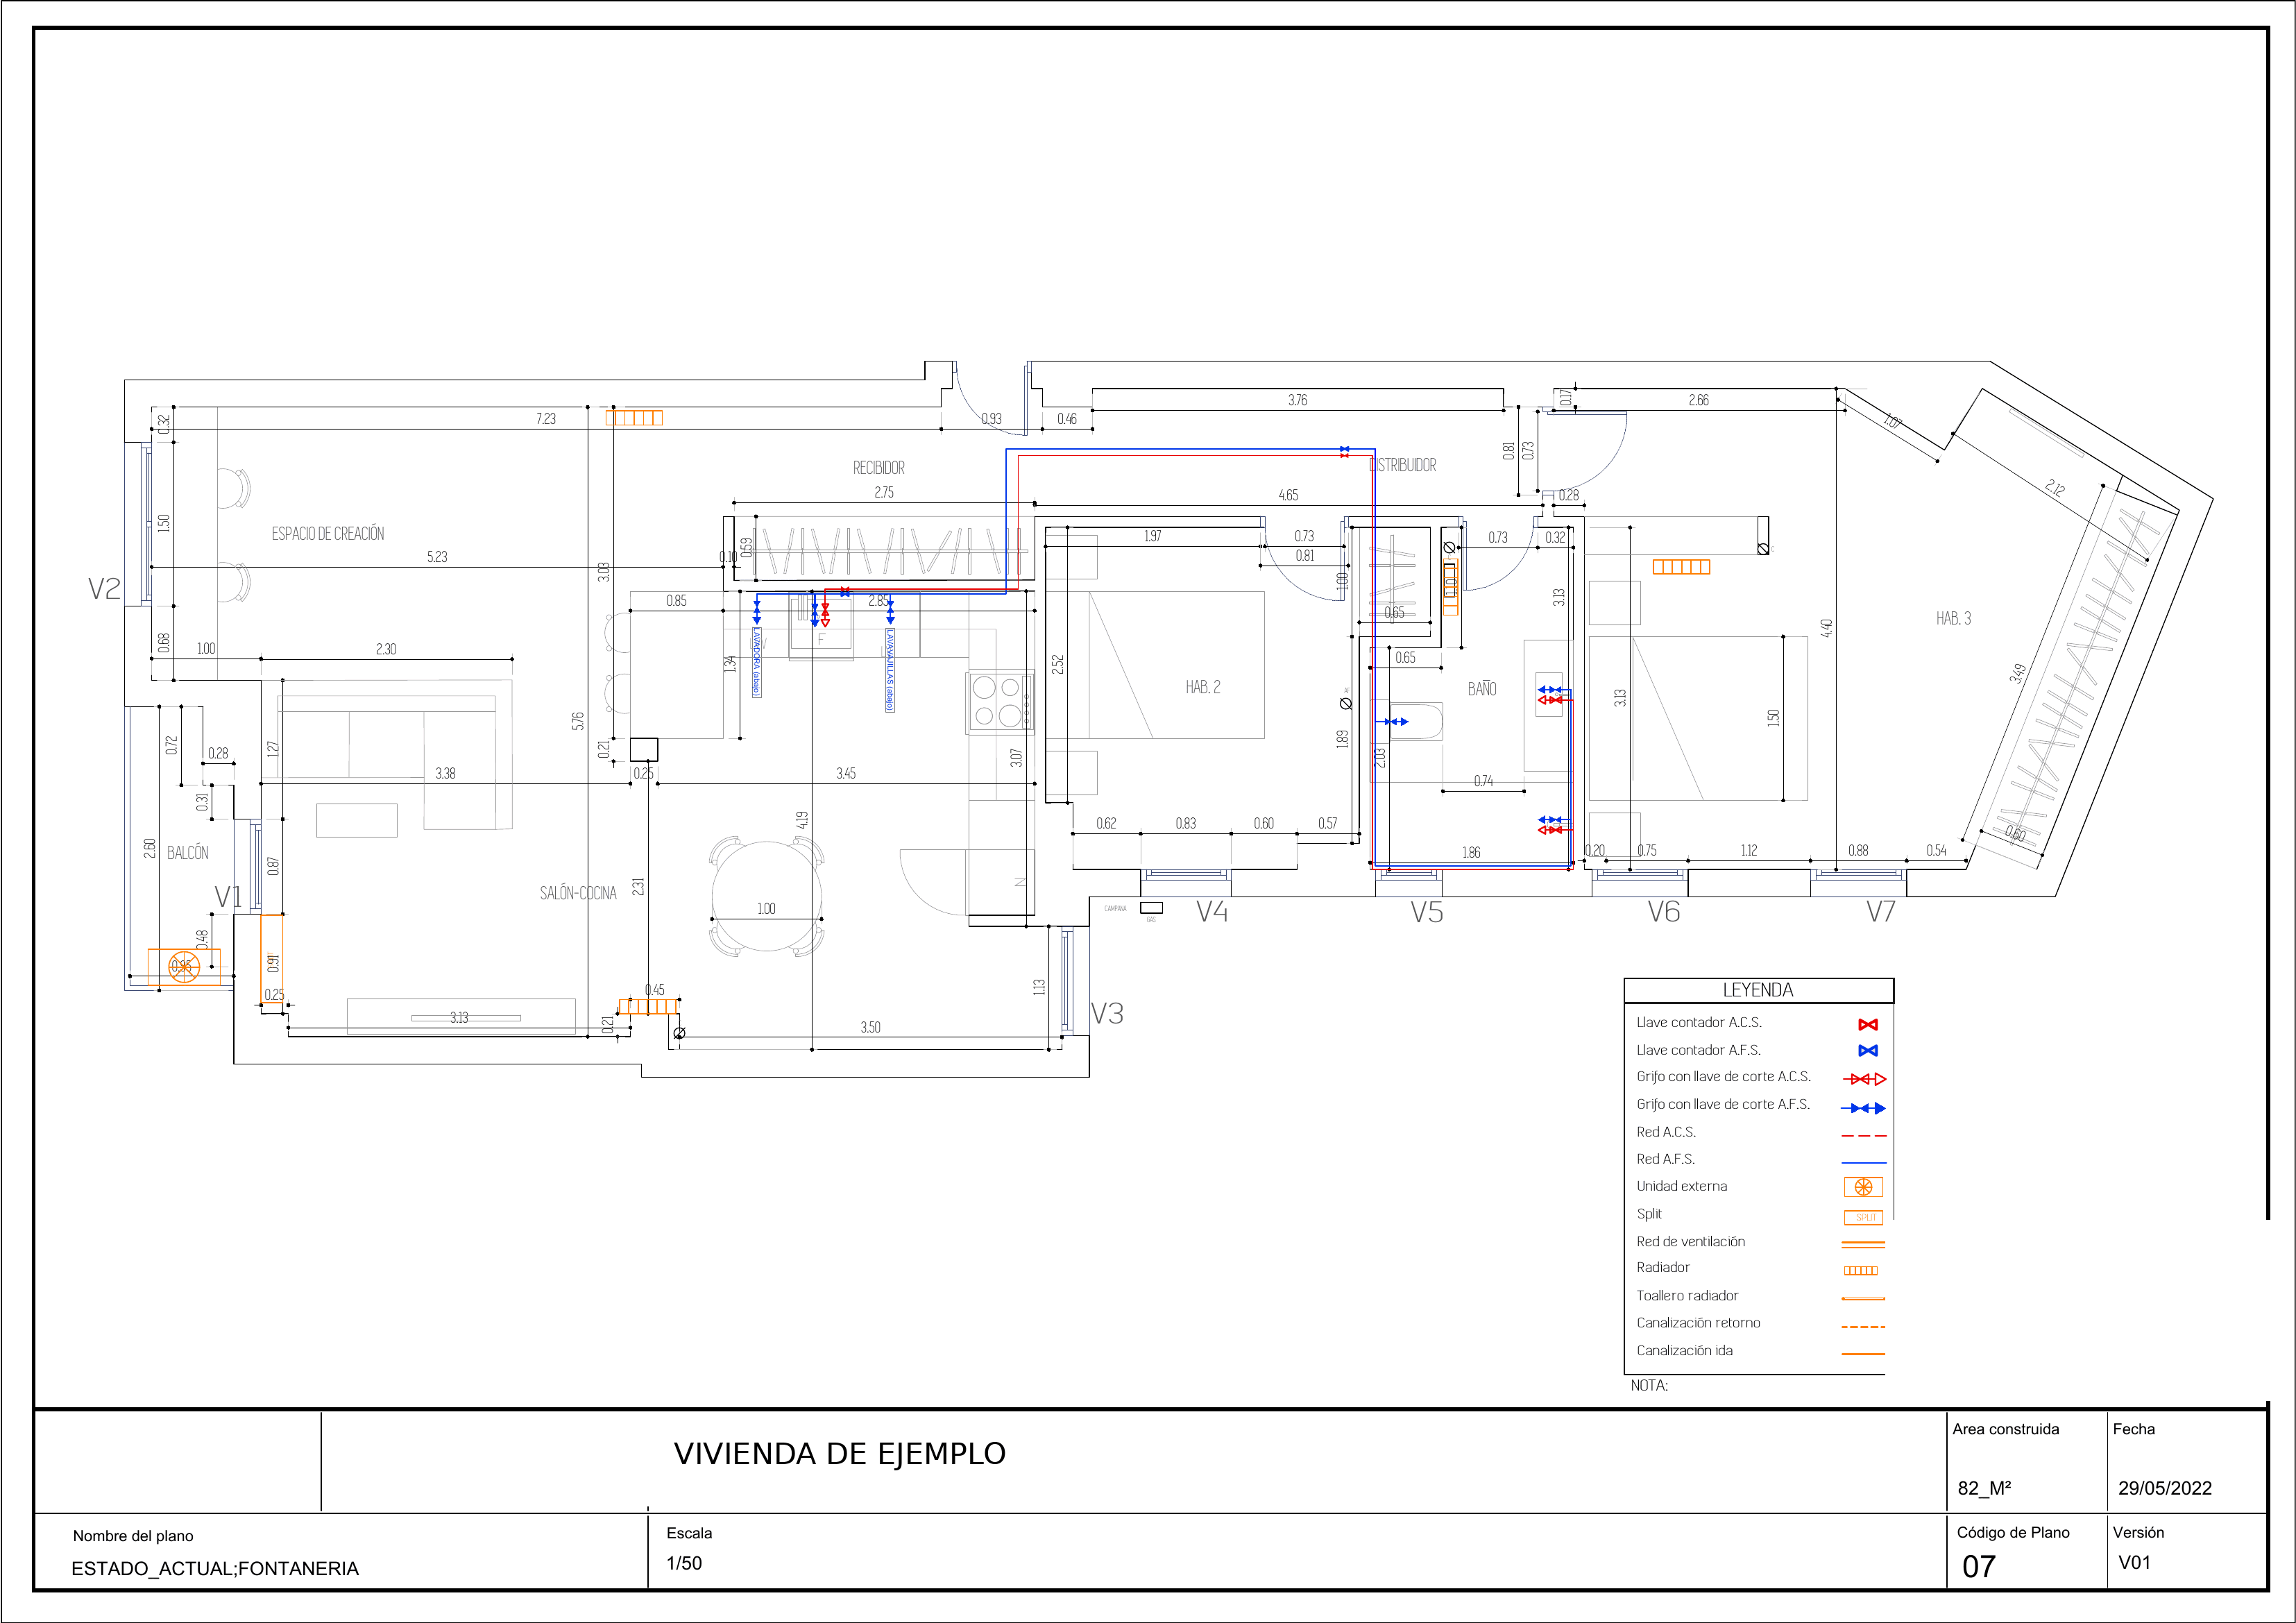 3.76
0.17
2.66
0.32
7.23
0.93
0.46
1.07
RECIBIDOR
DISTRIBUIDOR
0.81
0.73
2.75
4.65
0.28
2.12
1.50
ESPACIO DE CREACIÓN
5.23
0.10
0.59
1.97
0.73
0.81
0.73
0.32
V2
3.03
1.00
1.0
3.13
0.85
2.85
0.65
HAB. 3
4.40
0.68
1.00
2.30
1.34
LAVADORA (abajo)
F
LAVAVAJILLAS (abajo)
2.52
HAB. 2
0.65
BAÑO
3.13
3.49
1.50
5.76
0.72
0.28
1.27
0.21
3.07
1.89
2.03
3.38
0.25
3.45
0.74
0.31
4.19
0.62
0.83
0.60
0.57
0.60
2.60
BALCÓN
0.87
1.86
0.20
0.75
1.12
0.88
0.54
V1
SALÓN-COCINA
2.31
N
1.00
CAMPANA
GAS
V4
V5
V6
V7
0.48
0.95
0.91
0.25
0.45
1.13
3.13
0.21
3.50
V3
LEYENDA
Llave contador A.C.S.
Llave contador A.F.S.
Grifo con llave de corte A.C.S.
Grifo con llave de corte A.F.S.
Red A.C.S.
Red A.F.S.
Unidad externa
Split
SPLIT
Red de ventilación
Radiador
Toallero radiador
Canalización retorno
Canalización ida
NOTA:
VIVIENDA DE EJEMPLO
Area construida
82_M²
Fecha
29/05/2022
Nombre del plano
ESTADO_ACTUAL;FONTANERIA
Escala
1/50
Código de Plano
07
Versión
V01